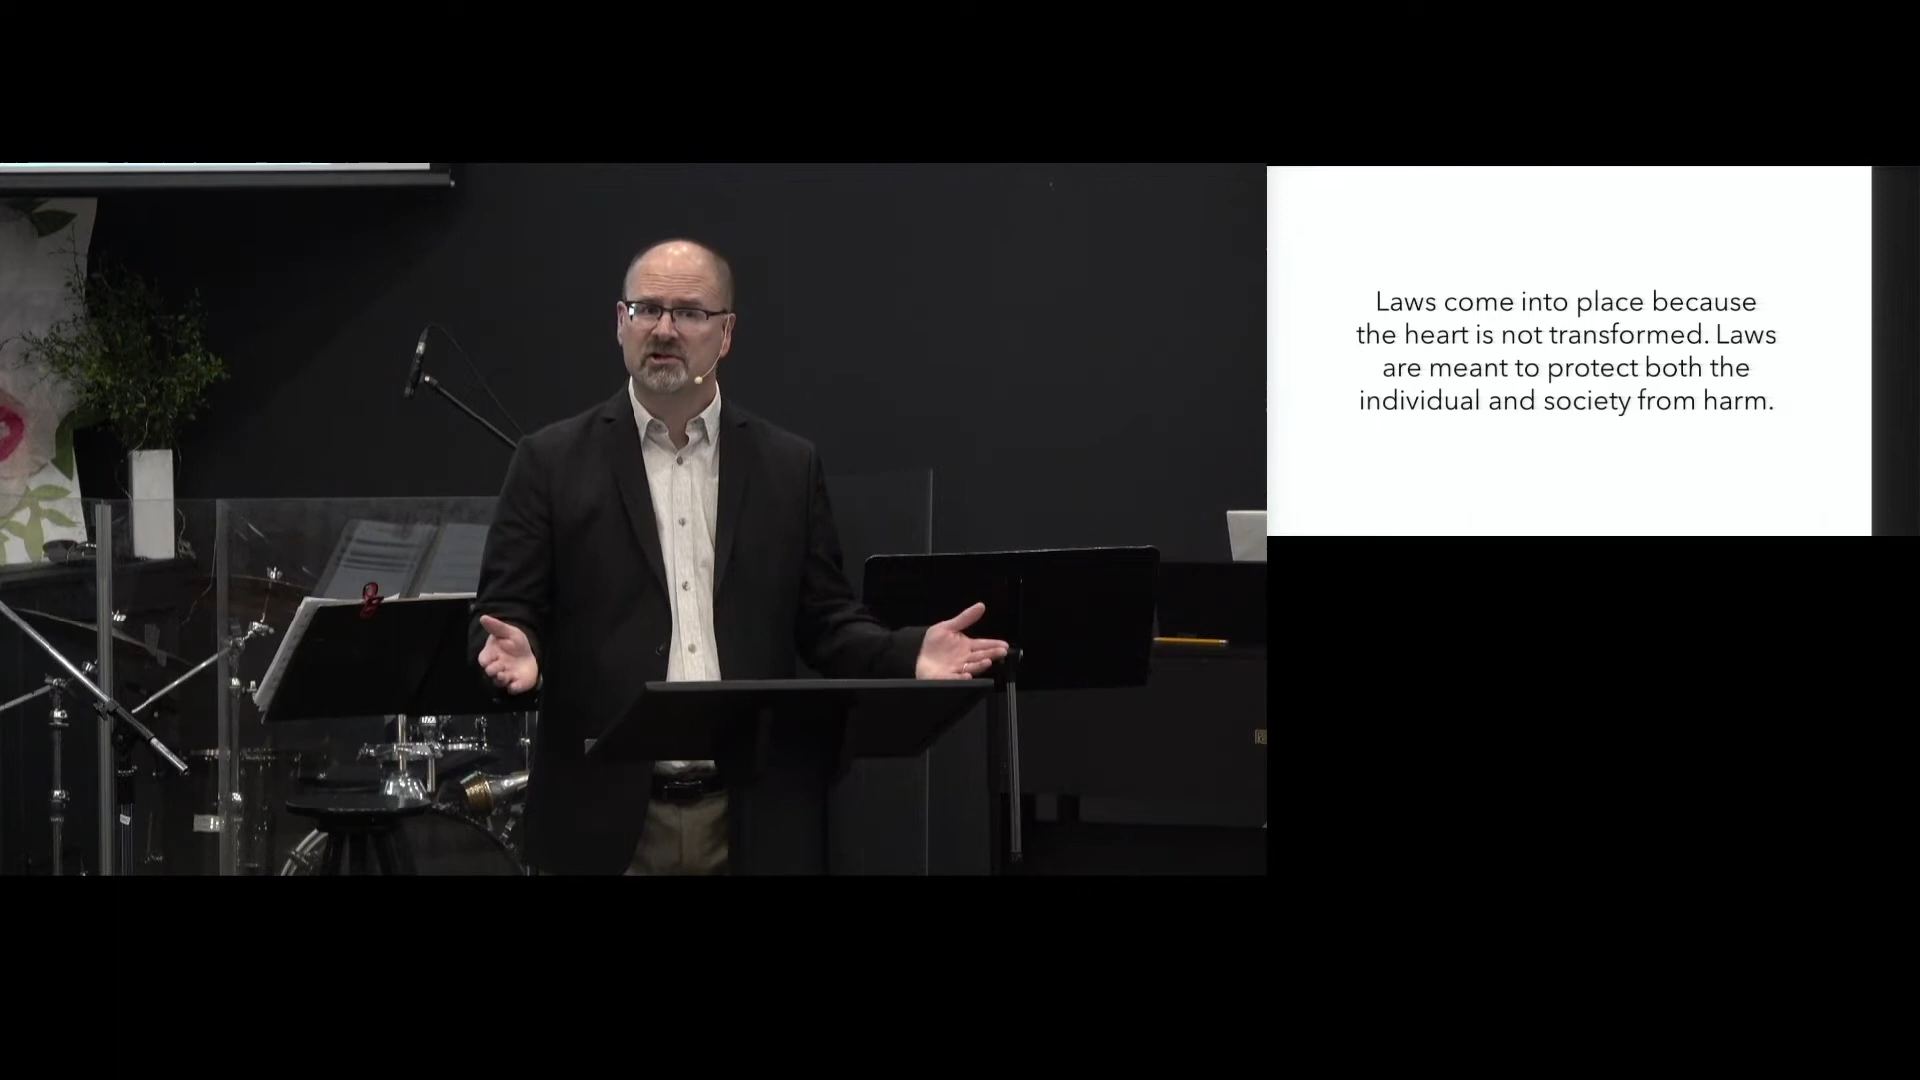 Laws come into place because
the heart is not transformed. Laws
are meant to protect both the
individual and society from harm.